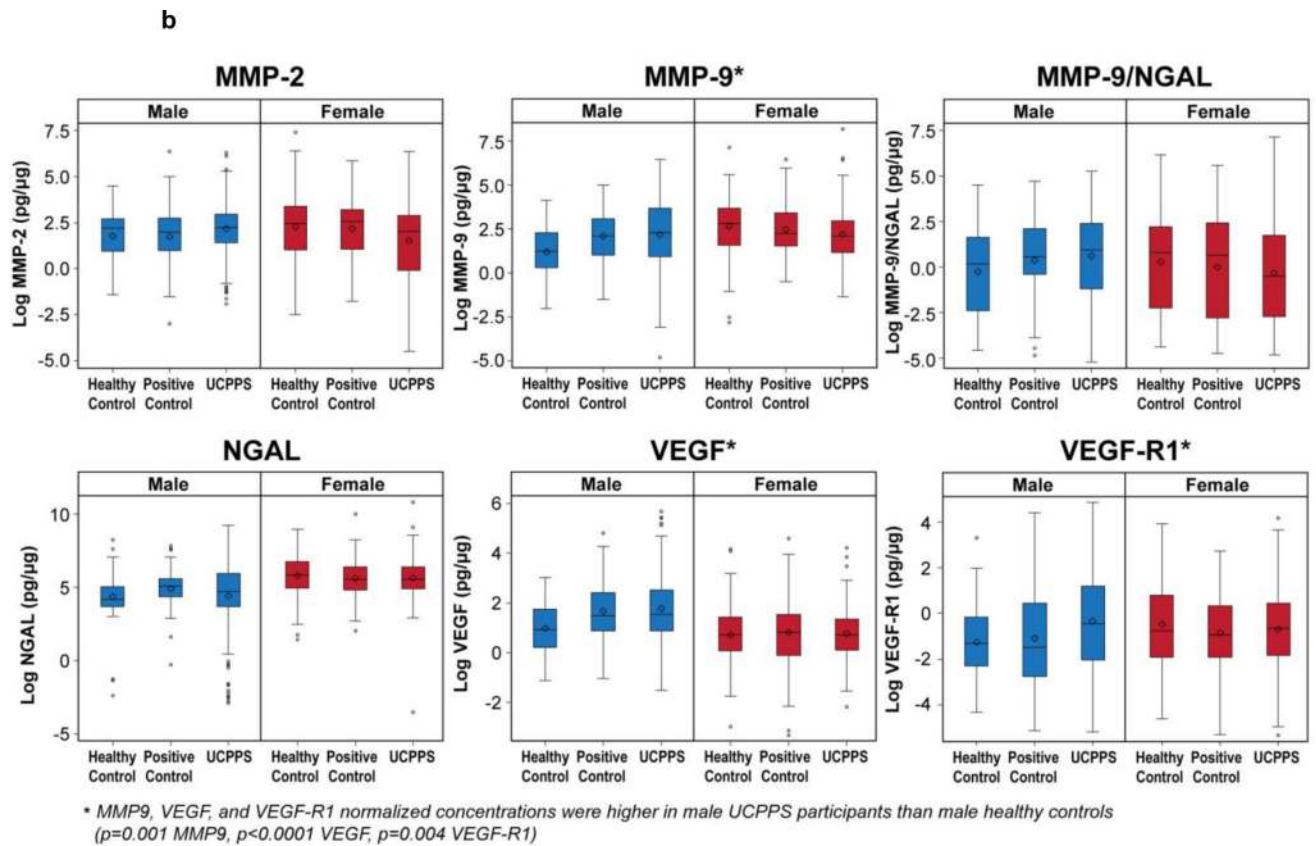 b
MMP-2
MMP-9*
MMP-9/NGAL
Male Female
Male Female
Male Female
Log MMP-2 (pg/µg)
7.5
5.0
2.5
0.0
-2.5
-5.0
Healthy Control
Positive Control
UCPPS
Healthy Control
Positive Control
UCPPS
Log MMP-9 (pg/µg)
7.5
5.0
2.5
0.0
-2.5
-5.0
Healthy Control
Positive Control
UCPPS
Healthy Control
Positive Control
UCPPS
Log MMP-9/NGAL (pg/µg)
7.5
5.0
2.5
0.0
-2.5
-5.0
Healthy Control
Positive Control
UCPPS
Healthy Control
Positive Control
UCPPS
NGAL
VEGF*
VEGF-R1*
Male Female
Male Female
Male Female
Log NGAL (pg/µg)
10
5
0
-5
Healthy Control
Positive Control
UCPPS
Healthy Control
Positive Control
UCPPS
Log VEGF (pg/µg)
6
4
2
0
-2
Healthy Control
Positive Control
UCPPS
Healthy Control
Positive Control
UCPPS
Log VEGF-R1 (pg/µg)
4
2
-0
-2
-4
Healthy Control
Positive Control
UCPPS
Healthy Control
Positive Control
UCPPS
* MMP9, VEGF, and VEGF-R1 normalized concentrations were higher in male UCPPS participants than male healthy controls
(p=0.001 MMP9, p<0.0001 VEGF, p=0.004 VEGF-R1)